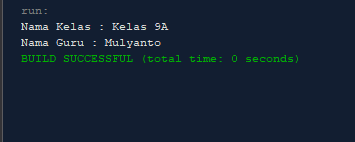 run:
Nama Kelas : Kelas 9A
Nama Guru : Mulyanto
BUILD SUCCESSFUL (total time: 0 seconds)